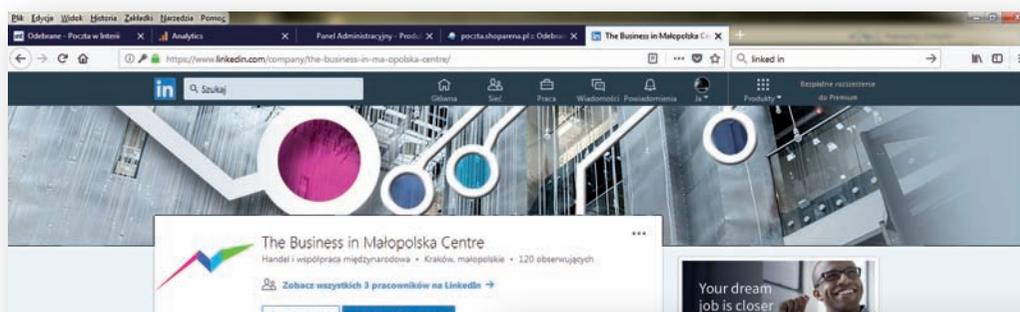 Plik Edycja Widok Historia Zakładki Narzędzia Pomoc
Odebrane - Poczta w Interii Analytics Panel Administracyjny - Produ poczta.shoparena.pl :: Odebran The Business in Małopolska Ce
https://www.linkedin.com/company/the-business-in-ma-opolska-centre/ linked in
in Szukaj Główna Sieć Praca Wiadomości Powiadomienia Ja Produkty Bezpłatne rozszerzenie
do Premium
The Business in Małopolska Centre
Handel i współpraca międzynarodowa • Kraków, małopolskie • 120 obserwujących
Zobacz wszystkich 3 pracowników na LinkedIn →
Your dream
job is closer